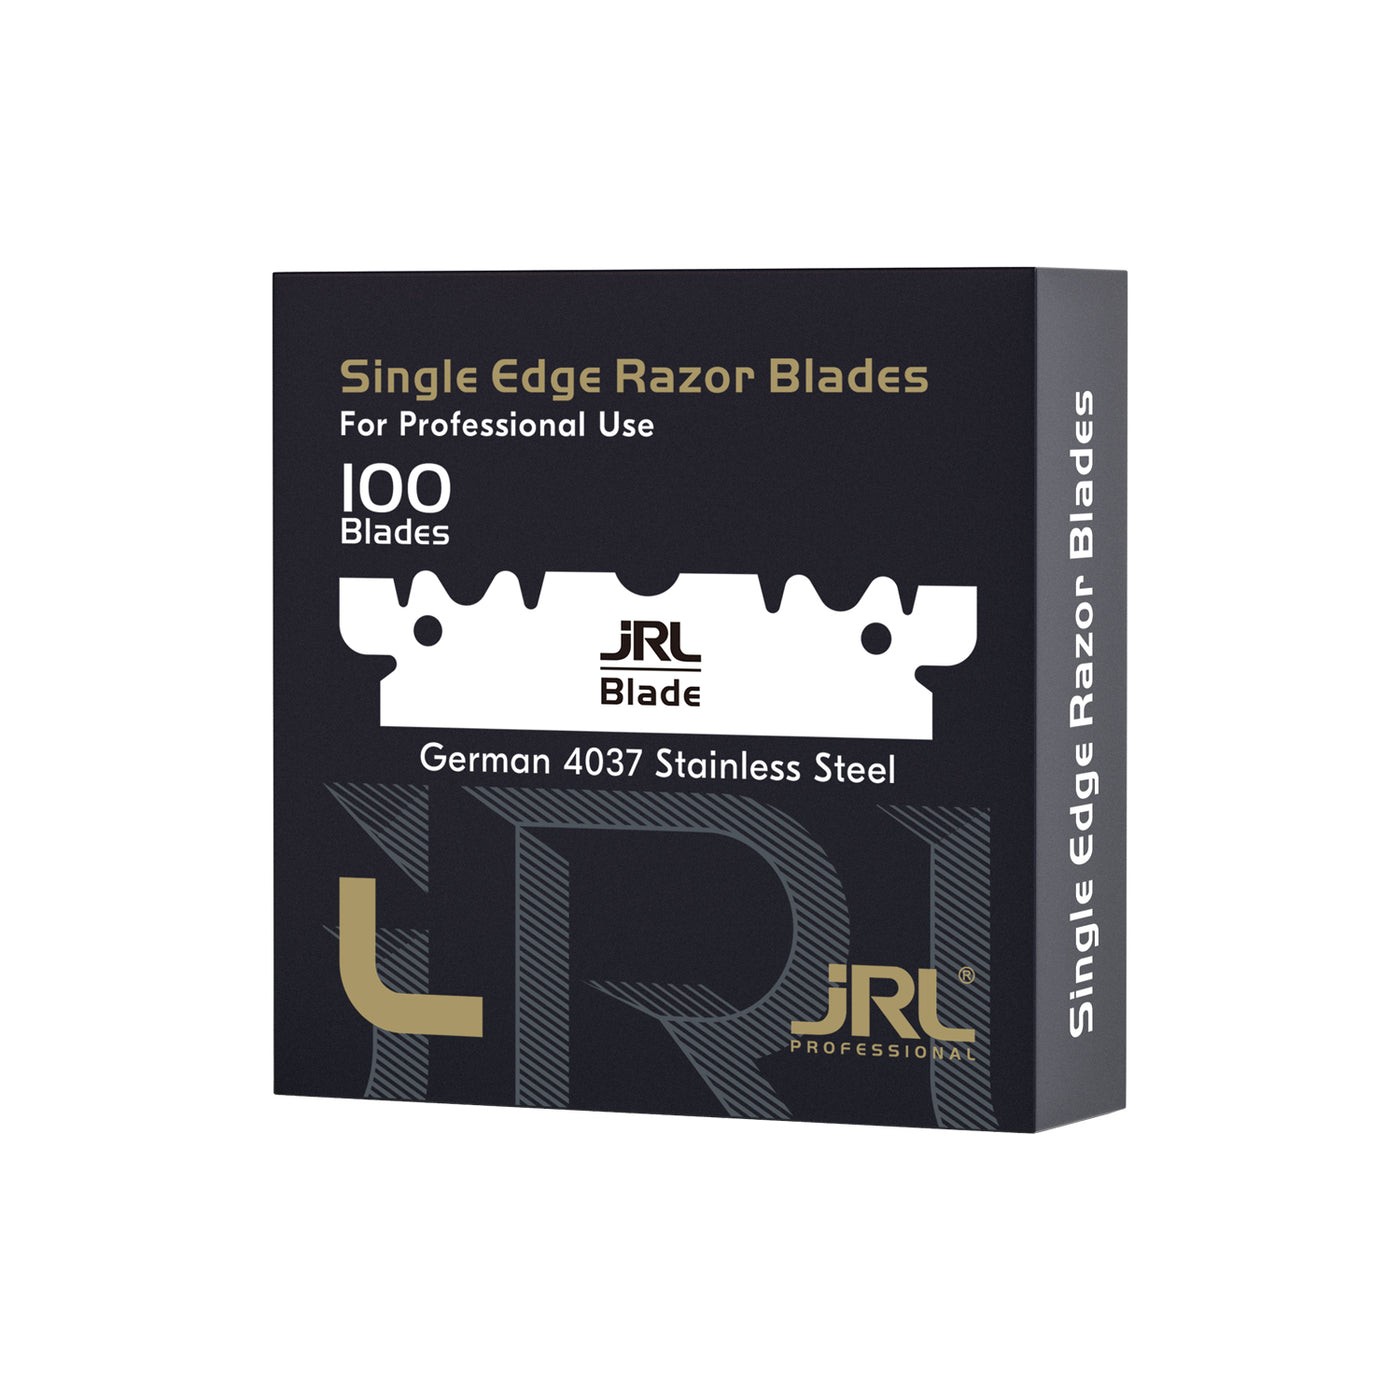 Single Edge Razor Blades
For Professional Use
100
Blades
JRL
Blade
German 4037 Stainless Steel
JRL
JRL®
PROFESSIONAL
Single Edge Razor Blades